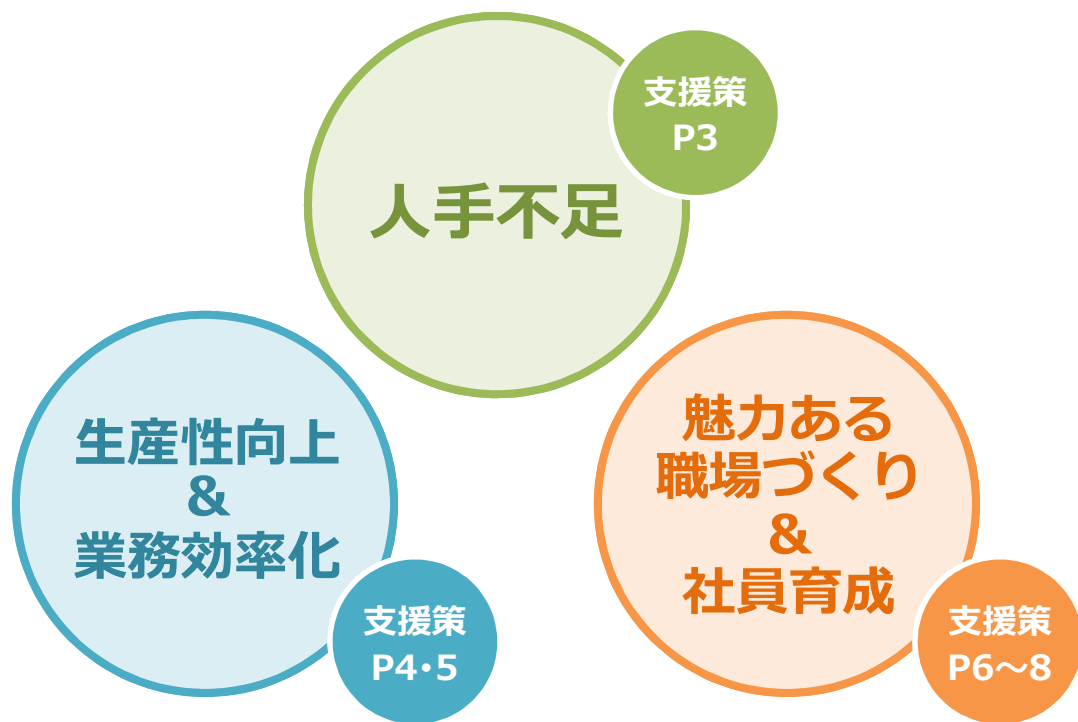 人手不足
支援策
P3
生産性向上
&
業務効率化
支援策
P4・5
魅力ある
職場づくり
&
社員育成
支援策
P6～8